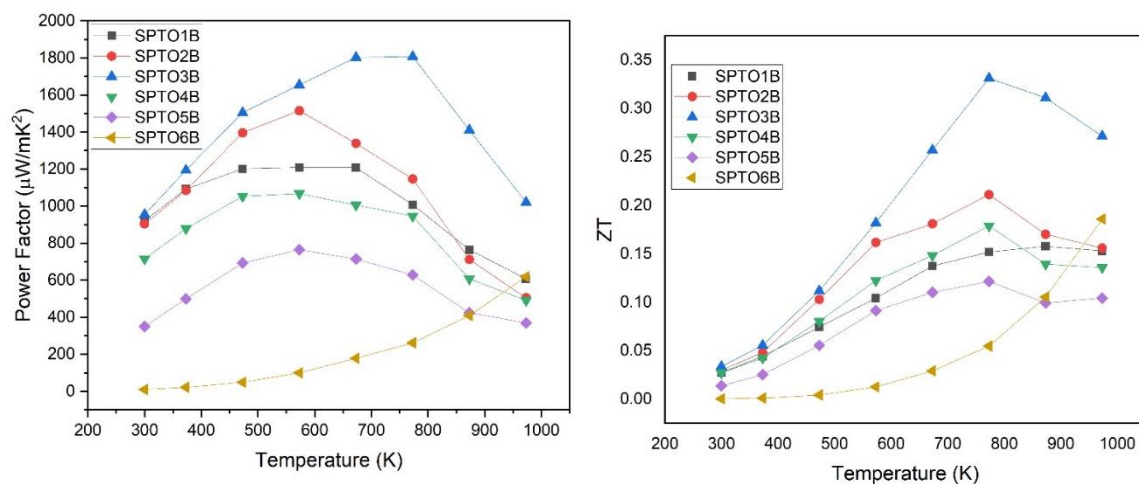 2000
1800
1600
1400
1200
1000
800
600
400
200
0
Power Factor (μW/mK²)
SPTO1B
SPTO2B
SPTO3B
SPTO4B
SPTO5B
SPTO6B
200 300 400 500 600 700 800 900 1000
Temperature (K)
0.35
0.30
0.25
0.20
0.15
0.10
0.05
0.00
ZT
SPTO1B
SPTO2B
SPTO3B
SPTO4B
SPTO5B
SPTO6B
200 300 400 500 600 700 800 900 1000
Temperature (K)